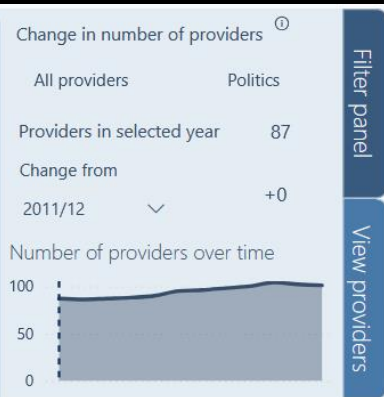 Change in number of providers
All providers Politics
Providers in selected year 87
Change from
2011/12 +0
Number of providers over time
100
50
0
Filter panel
View providers